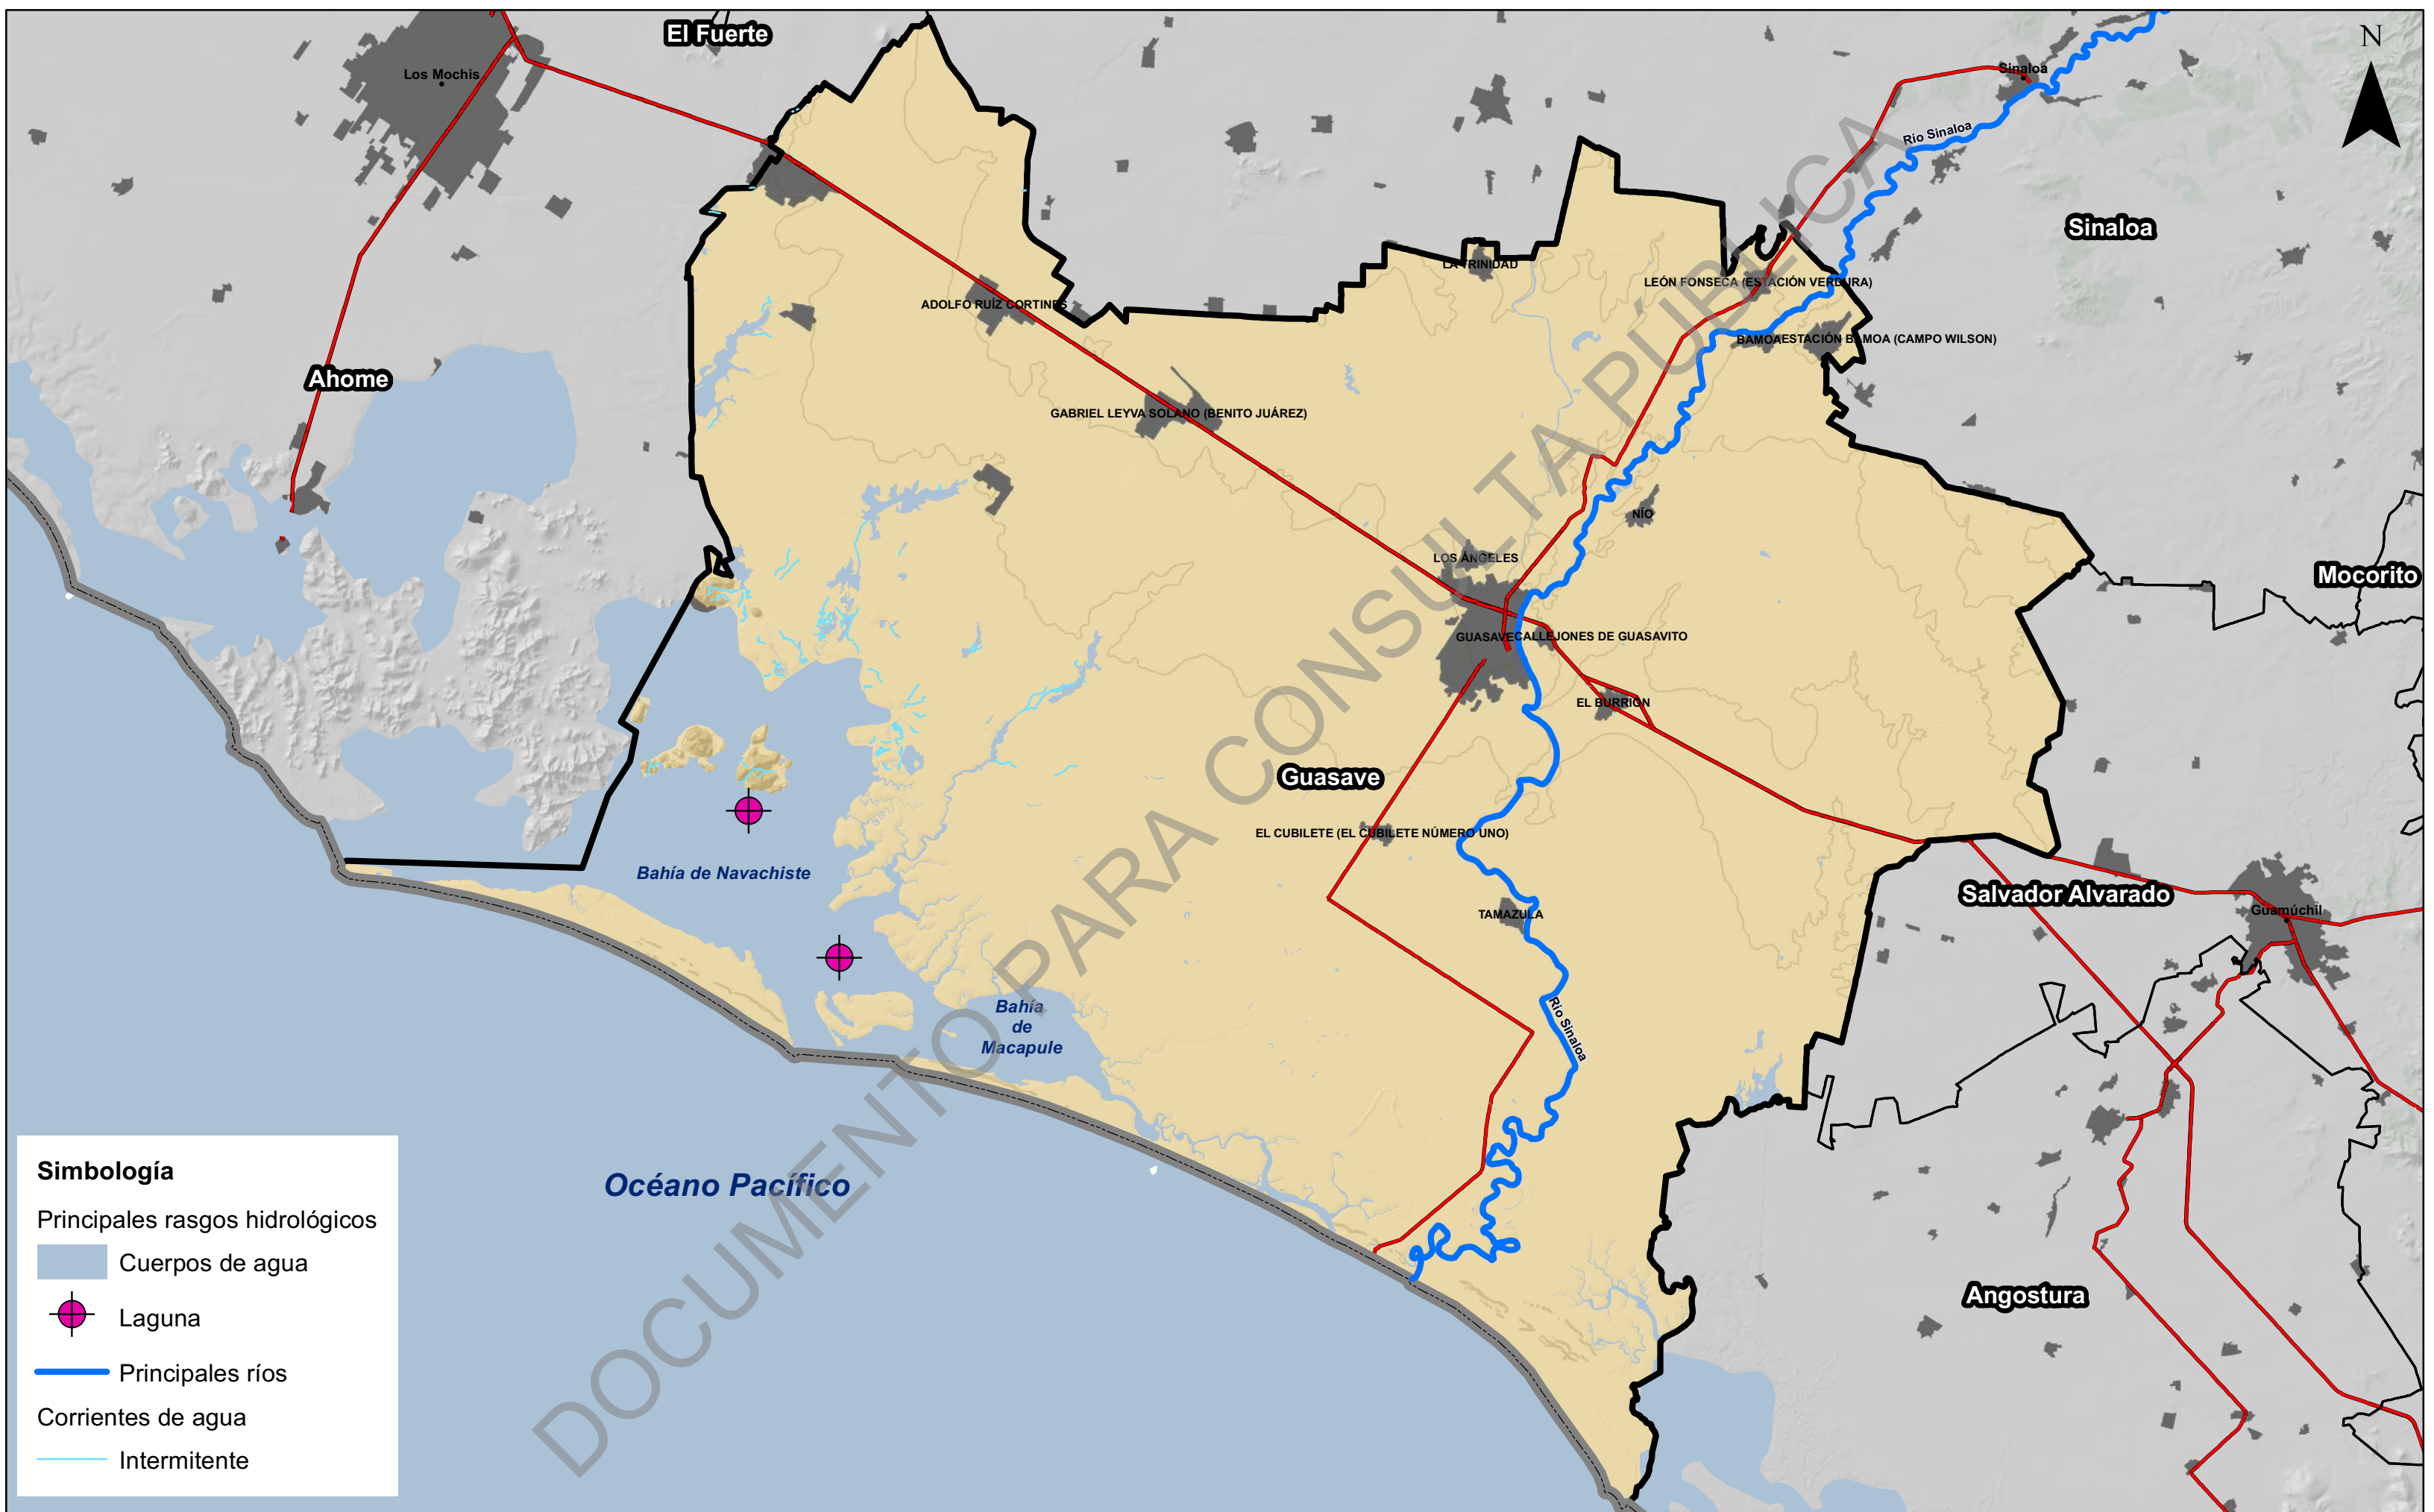 El Fuerte
N
Los Mochis
Sinaloa
Río Sinaloa
Sinaloa
LA TRINIDAD
LEÓN FONSECA (ESTACIÓN VERDURA)
ADOLFO RUÍZ CORTINES
BAMOA
ESTACIÓN BAMOA (CAMPO WILSON)
Ahome
GABRIEL LEYVA SOLANO (BENITO JUÁREZ)
NÍO
LOS ÁNGELES
Mocorito
GUASAVE
CALLEJONES DE GUASAVITO
EL BURRIÓN
Guasave
EL CUBILETE (EL CUBILETE NÚMERO UNO)
Bahía de Navachiste
Salvador Alvarado
Guamúchil
TAMAZULA
Bahía
de
Macapule
Río Sinaloa
Océano Pacífico
Angostura
DOCUMENTO PARA CONSULTA PUBLICA
Simbología
Principales rasgos hidrológicos
Cuerpos de agua
Laguna
Principales ríos
Corrientes de agua
Intermitente